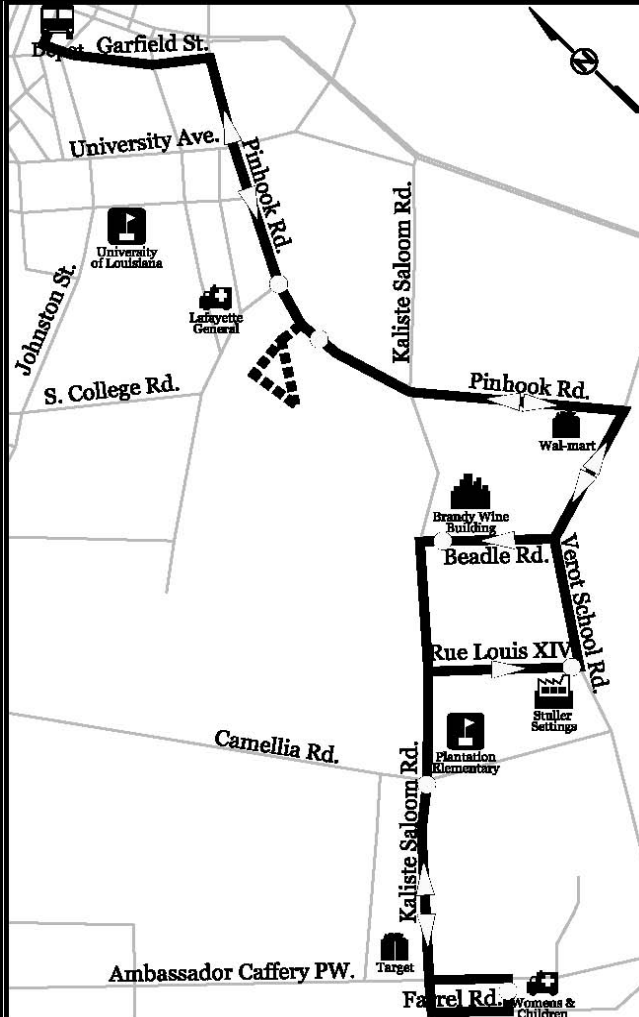 Depot
Garfield St.
N
University Ave.
Pinhook Rd.
Kaliste Saloom Rd.
University
of Louisiana
Johnston St.
Lafayette
General
S. College Rd.
Pinhook Rd.
Wal-mart
Brandy Wine
Building
Beadle Rd.
Verot School Rd.
Rue Louis XIV
Stuller
Settings
Plantation
Elementary
Camellia Rd.
Kaliste Saloom Rd.
Target
Ambassador Caffery PW.
Farrel Rd.
Womens &
Children